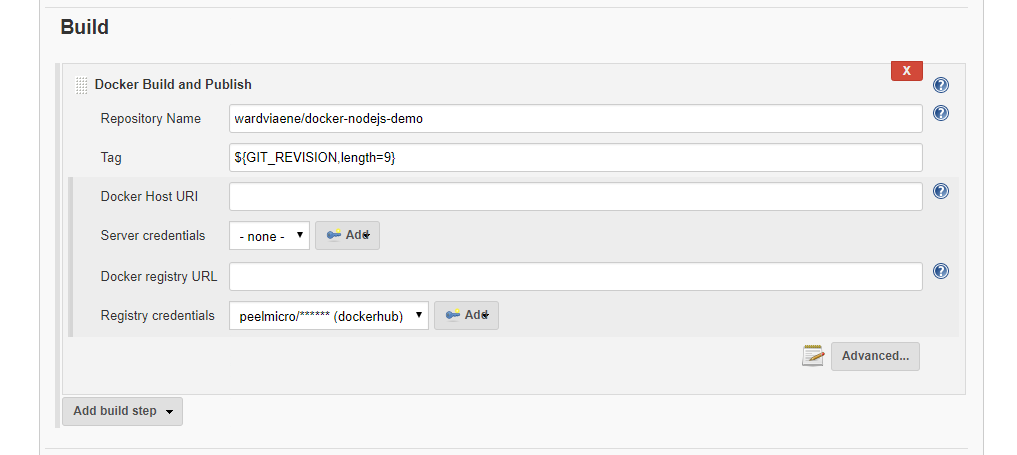 Build
X
Docker Build and Publish
Repository Name wardviaene/docker-nodejs-demo
Tag ${GIT_REVISION,length=9}
Docker Host URI
Server credentials - none - Add
Docker registry URL
Registry credentials peelmicro/****** (dockerhub) Add
Advanced...
Add build step